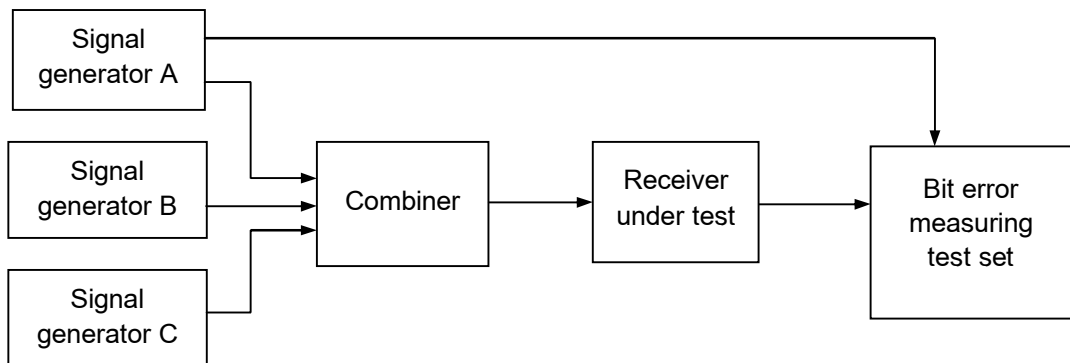 Signal
generator A
Signal
generator B
Signal
generator C
Combiner
Receiver
under test
Bit error
measuring
test set